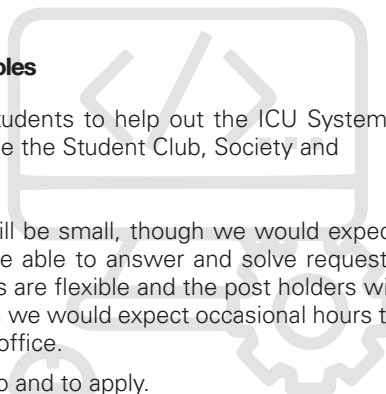 oles
tudents to help out the ICU System
e the Student Club, Society and
ill be small, though we would expec
e able to answer and solve request
s are flexible and the post holders wi
n we would expect occasional hours t
office.
o and to apply.